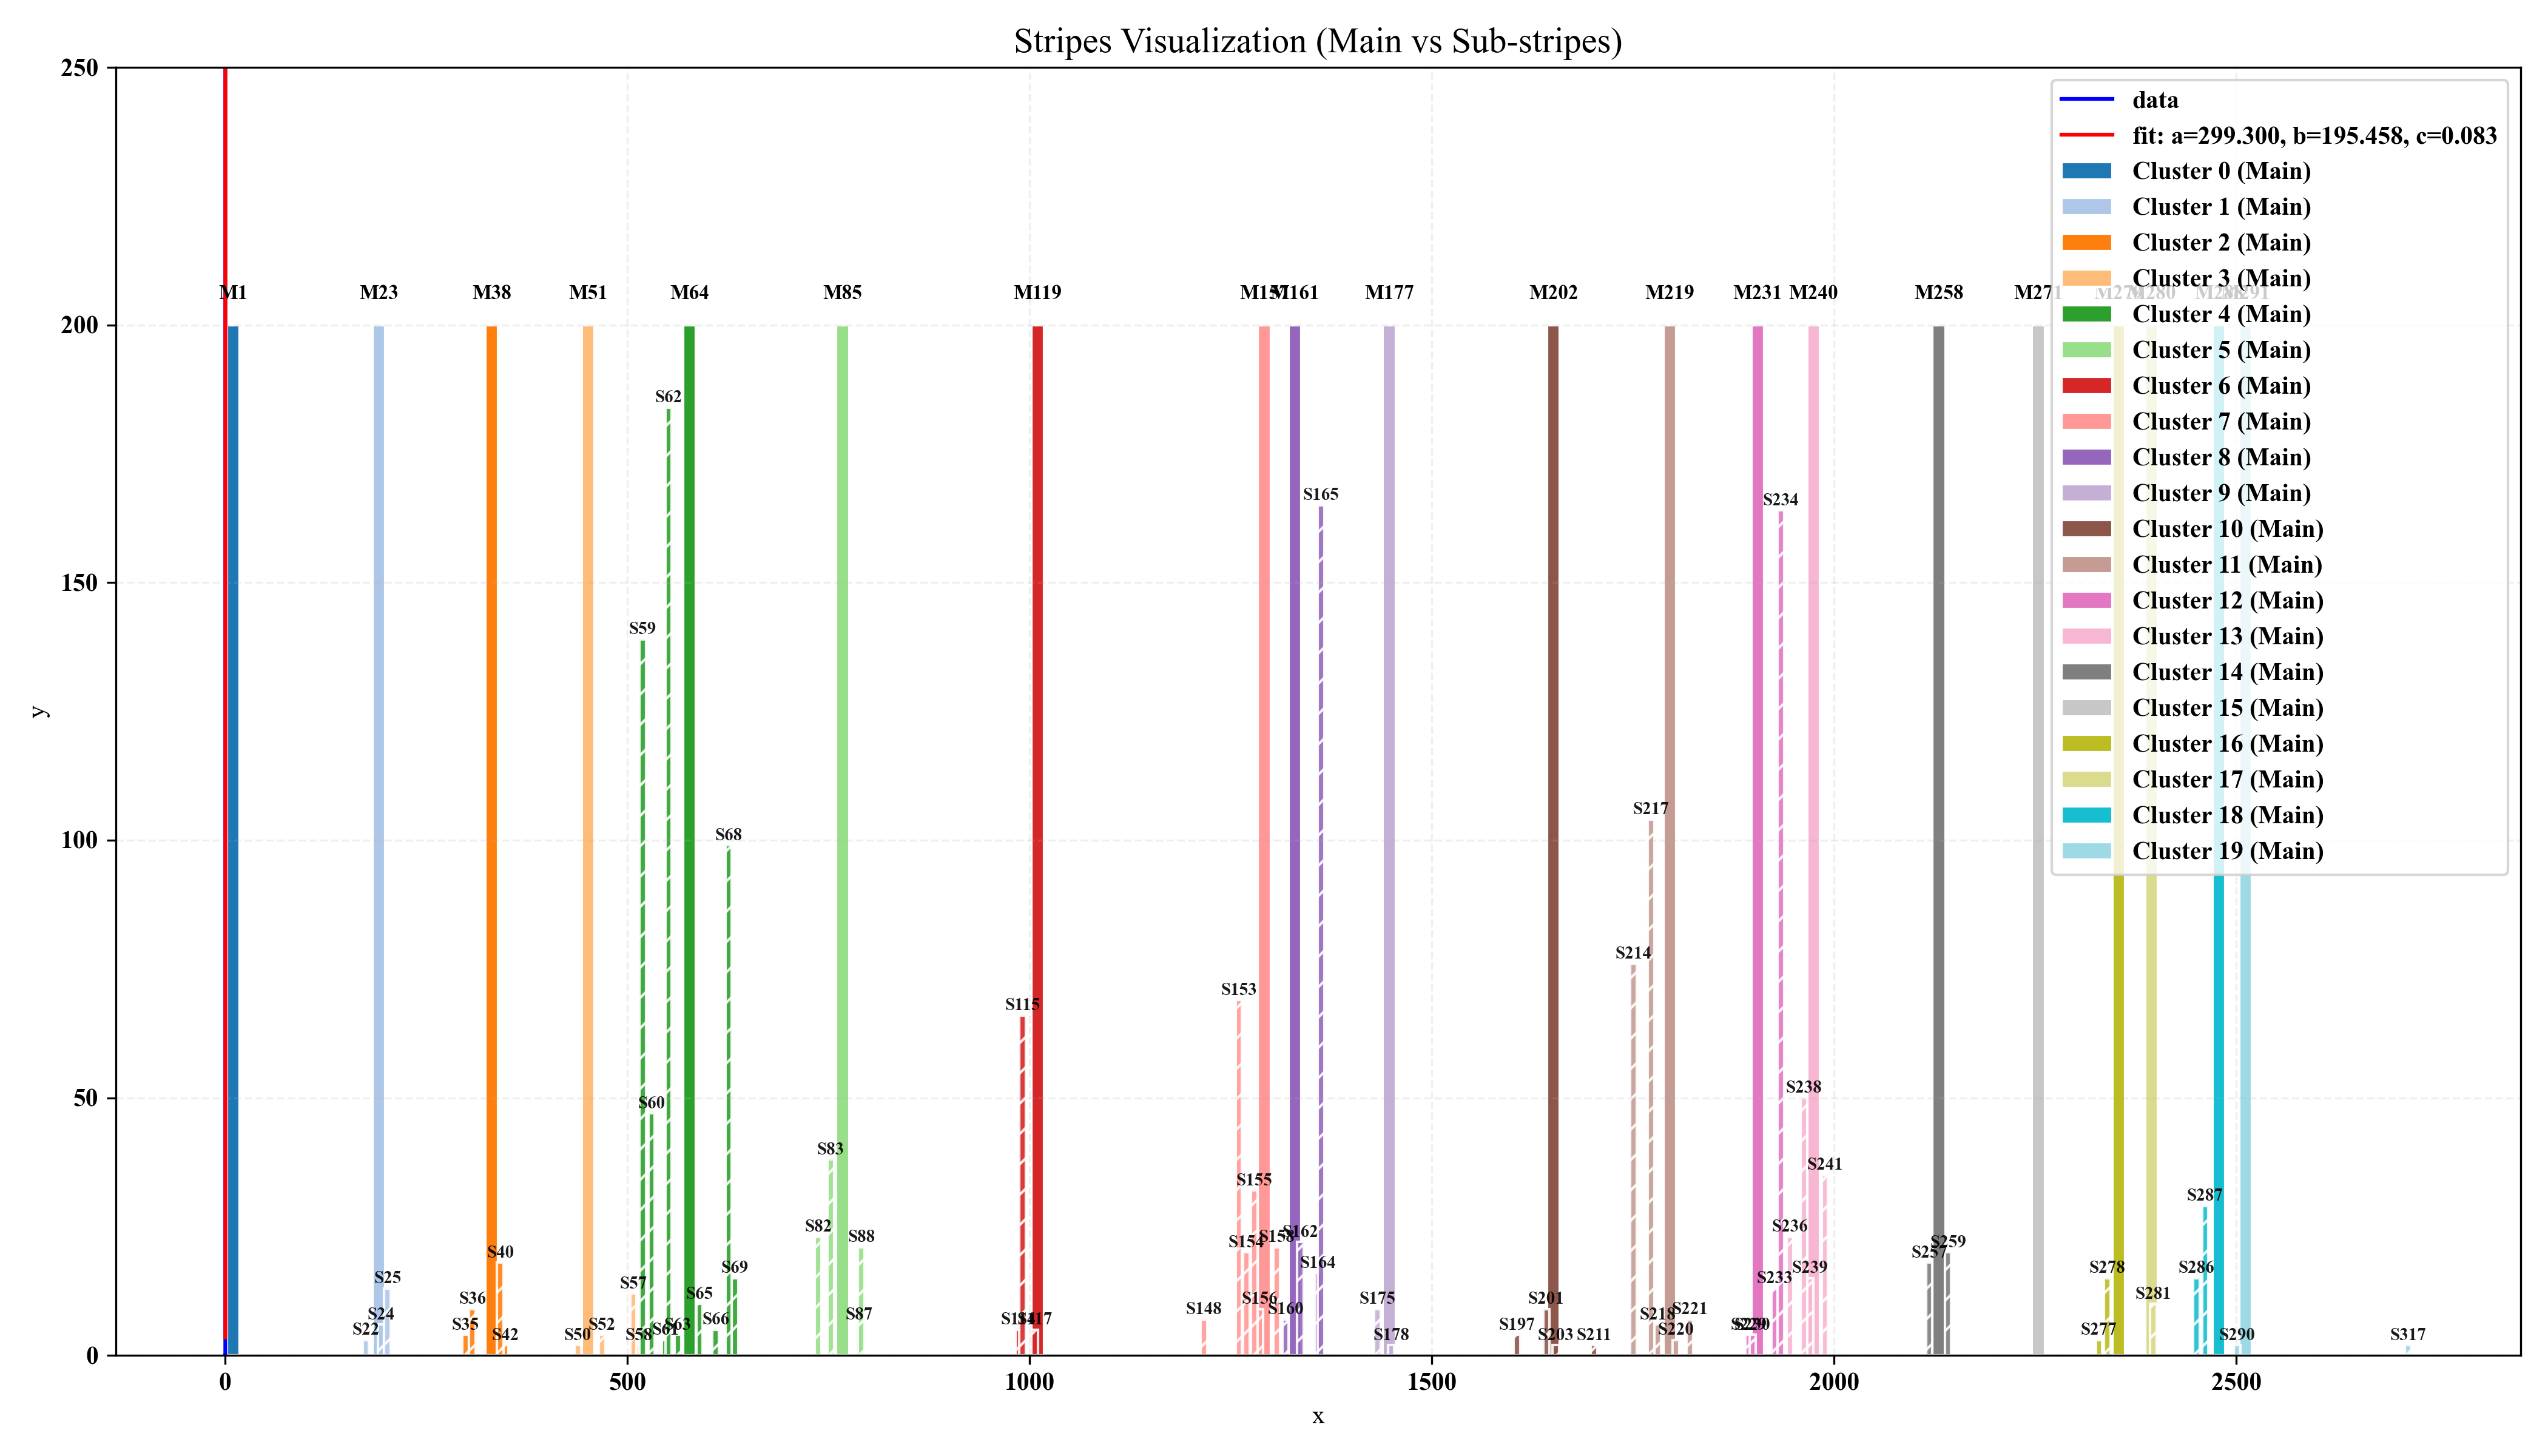 Stripes Visualization (Main vs Sub-stripes)
250
200
150
100
50
0
y
data
fit: a=299.300, b=195.458, c=0.083
Cluster 0 (Main)
Cluster 1 (Main)
Cluster 2 (Main)
Cluster 3 (Main)
Cluster 4 (Main)
Cluster 5 (Main)
Cluster 6 (Main)
Cluster 7 (Main)
Cluster 8 (Main)
Cluster 9 (Main)
Cluster 10 (Main)
Cluster 11 (Main)
Cluster 12 (Main)
Cluster 13 (Main)
Cluster 14 (Main)
Cluster 15 (Main)
Cluster 16 (Main)
Cluster 17 (Main)
Cluster 18 (Main)
Cluster 19 (Main)
M1 M23 M38 M51 M64 M85 M119 M161 M177 M202 M219 M231 M240 M258 M271 M280
S62
S165
S234
S59
S217
S68
S214
S153
S115
S60
S238
S83
S155
S241
S287
S82 S88 S154 S158 S162 S236
S40 S164 S257 S259
S25 S57 S69 S233 S239 S278 S286
S36 S65 S156 S175 S201 S281
S24 S66 S87 S148 S160 S218 S221
S22 S35 S52 S63 S197 S220 S277
S42 S50 S58 S61 S178 S203 S211 S290 S317
0 500 1000 1500 2000 2500
x